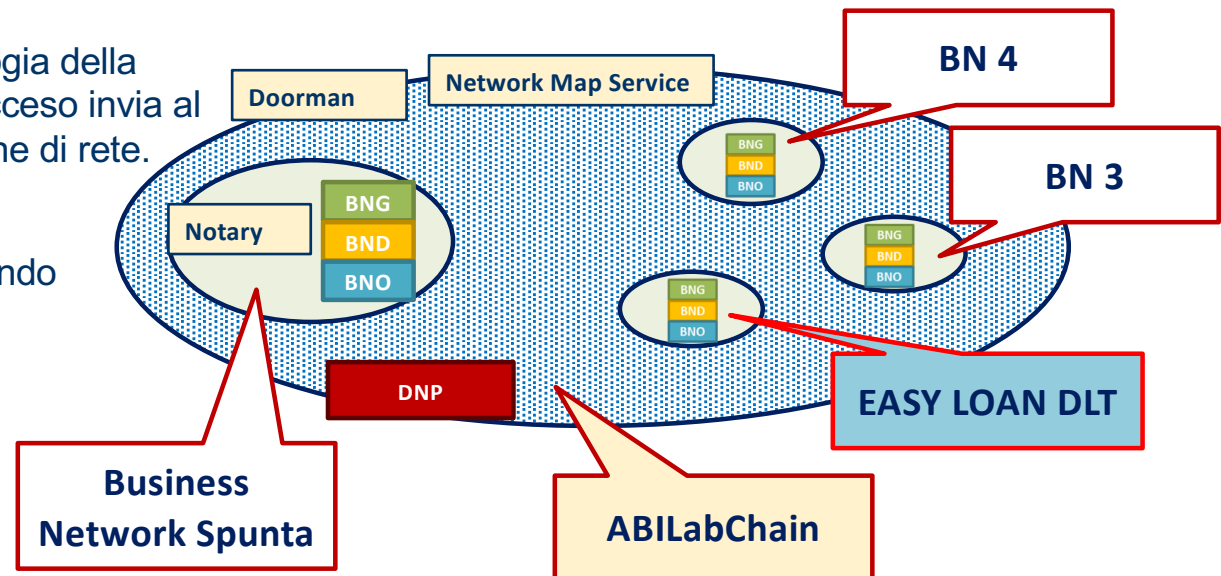 ogia della
cceso invia al
ne di rete.
ndo
Doorman
Network Map Service
BN 4
BNG
BND
BNO
BN 3
BNG
BND
BNO
Notary
BNG
BND
BNO
BNG
BND
BNO
DNP
EASY LOAN DLT
Business
Network Spunta
ABILabChain